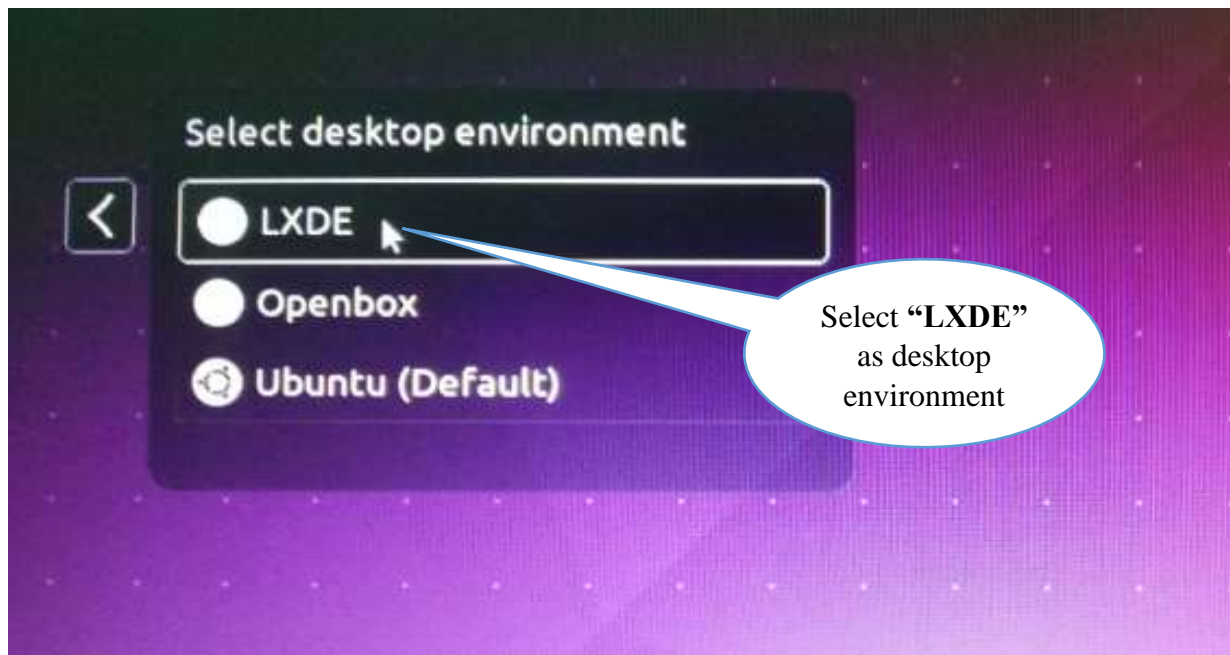 Select desktop environment
LXDE
Openbox
Ubuntu (Default)
Select “LXDE”
as desktop
environment